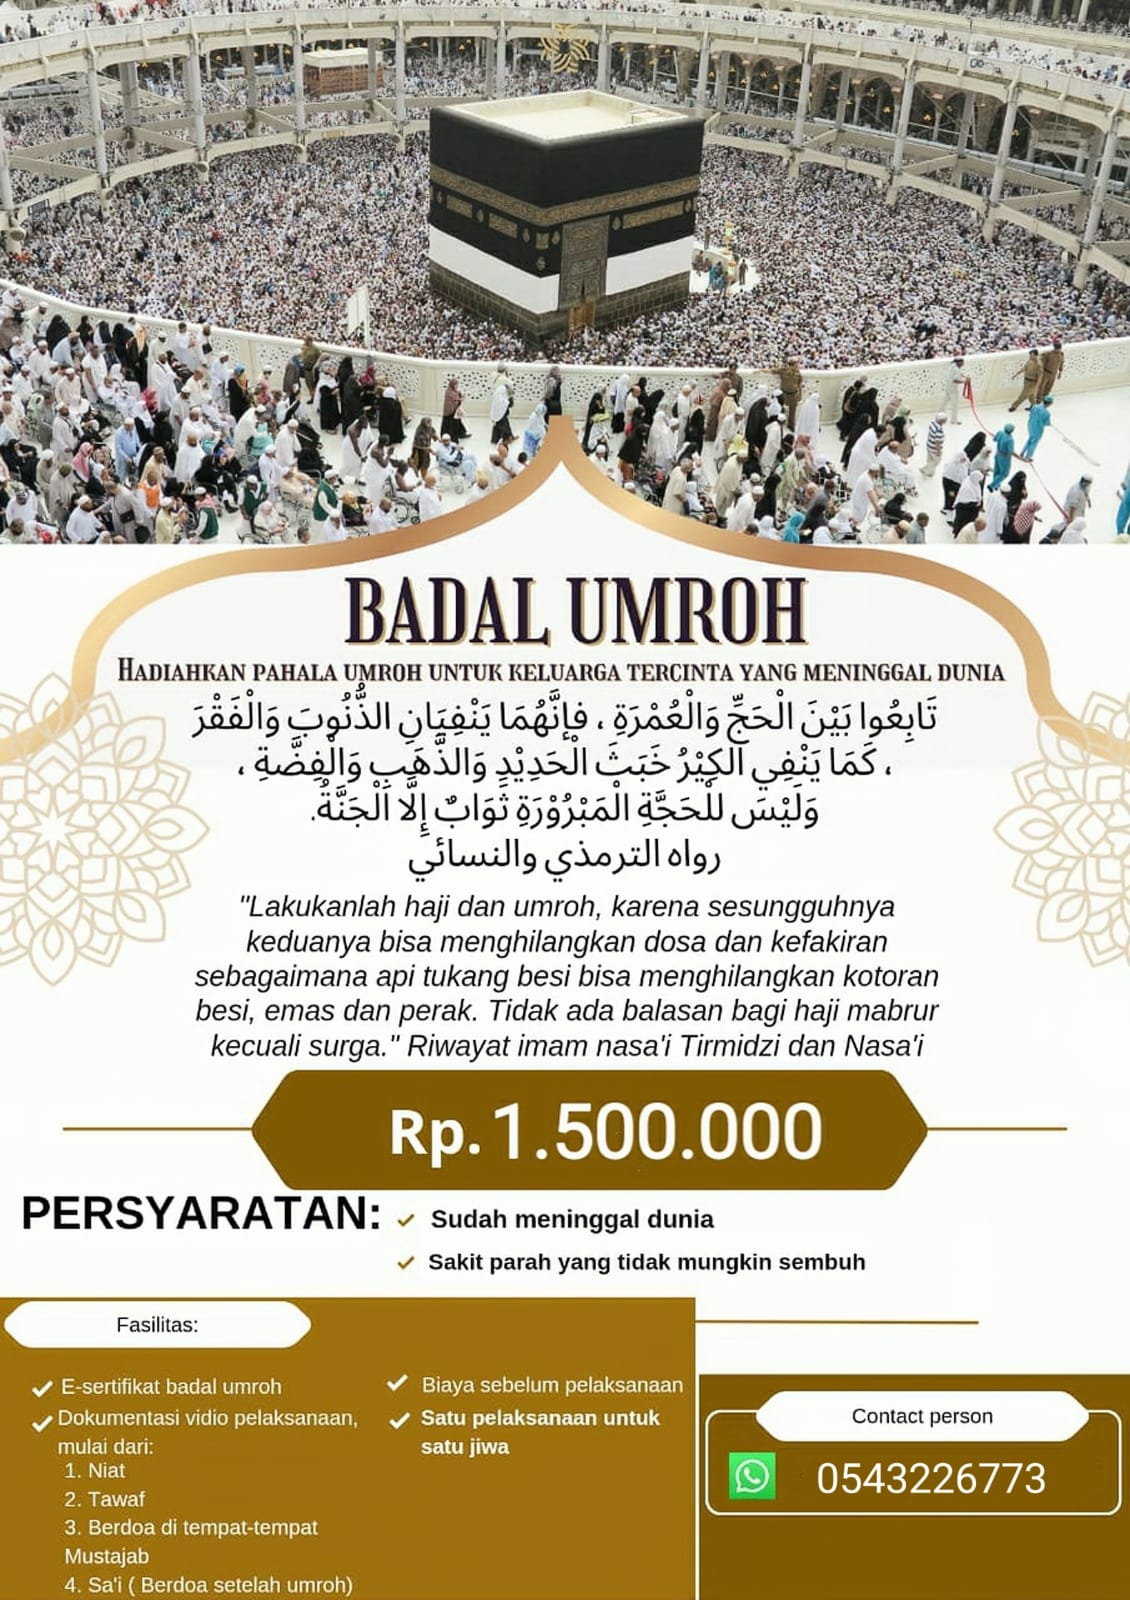 BADAL UMROH
HADIAHKAN PAHALA UMROH UNTUK KELUARGA TERCINTA YANG MENINGGAL DUNIA
تَابِعُوا بَيْنَ الْحَجِّ وَالْعُمْرَةِ ، فَإِنَّهُمَا يَنْفِيَانِ الذُّنُوبَ وَالْفَقْرَ
، كَمَا يَنْفِي الْكِيْرُ خَبَثَ الْحَدِيْدِ وَالذَّهَبِ وَالْفِضَّةِ ،
وَلَيْسَ للْحَجَّةِ الْمَبْرُوْرَةِ ثَوَابٌ إِلَّا الْجَنَّةُ.
رواه الترمذي والنسائي
"Lakukanlah haji dan umroh, karena sesungguhnya
keduanya bisa menghilangkan dosa dan kefakiran
sebagaimana api tukang besi bisa menghilangkan kotoran
besi, emas dan perak. Tidak ada balasan bagi haji mabrur
kecuali surga." Riwayat imam nasa'i Tirmidzi dan Nasa'i
Rp. 1.500.000
PERSYARATAN:
Sudah meninggal dunia
Sakit parah yang tidak mungkin sembuh
Fasilitas:
E-sertifikat badal umroh
Dokumentasi vidio pelaksanaan,
mulai dari:
1. Niat
2. Tawaf
3. Berdoa di tempat-tempat
Mustajab
4. Sa'i ( Berdoa setelah umroh)
Biaya sebelum pelaksanaan
Satu pelaksanaan untuk
satu jiwa
Contact person
0543226773